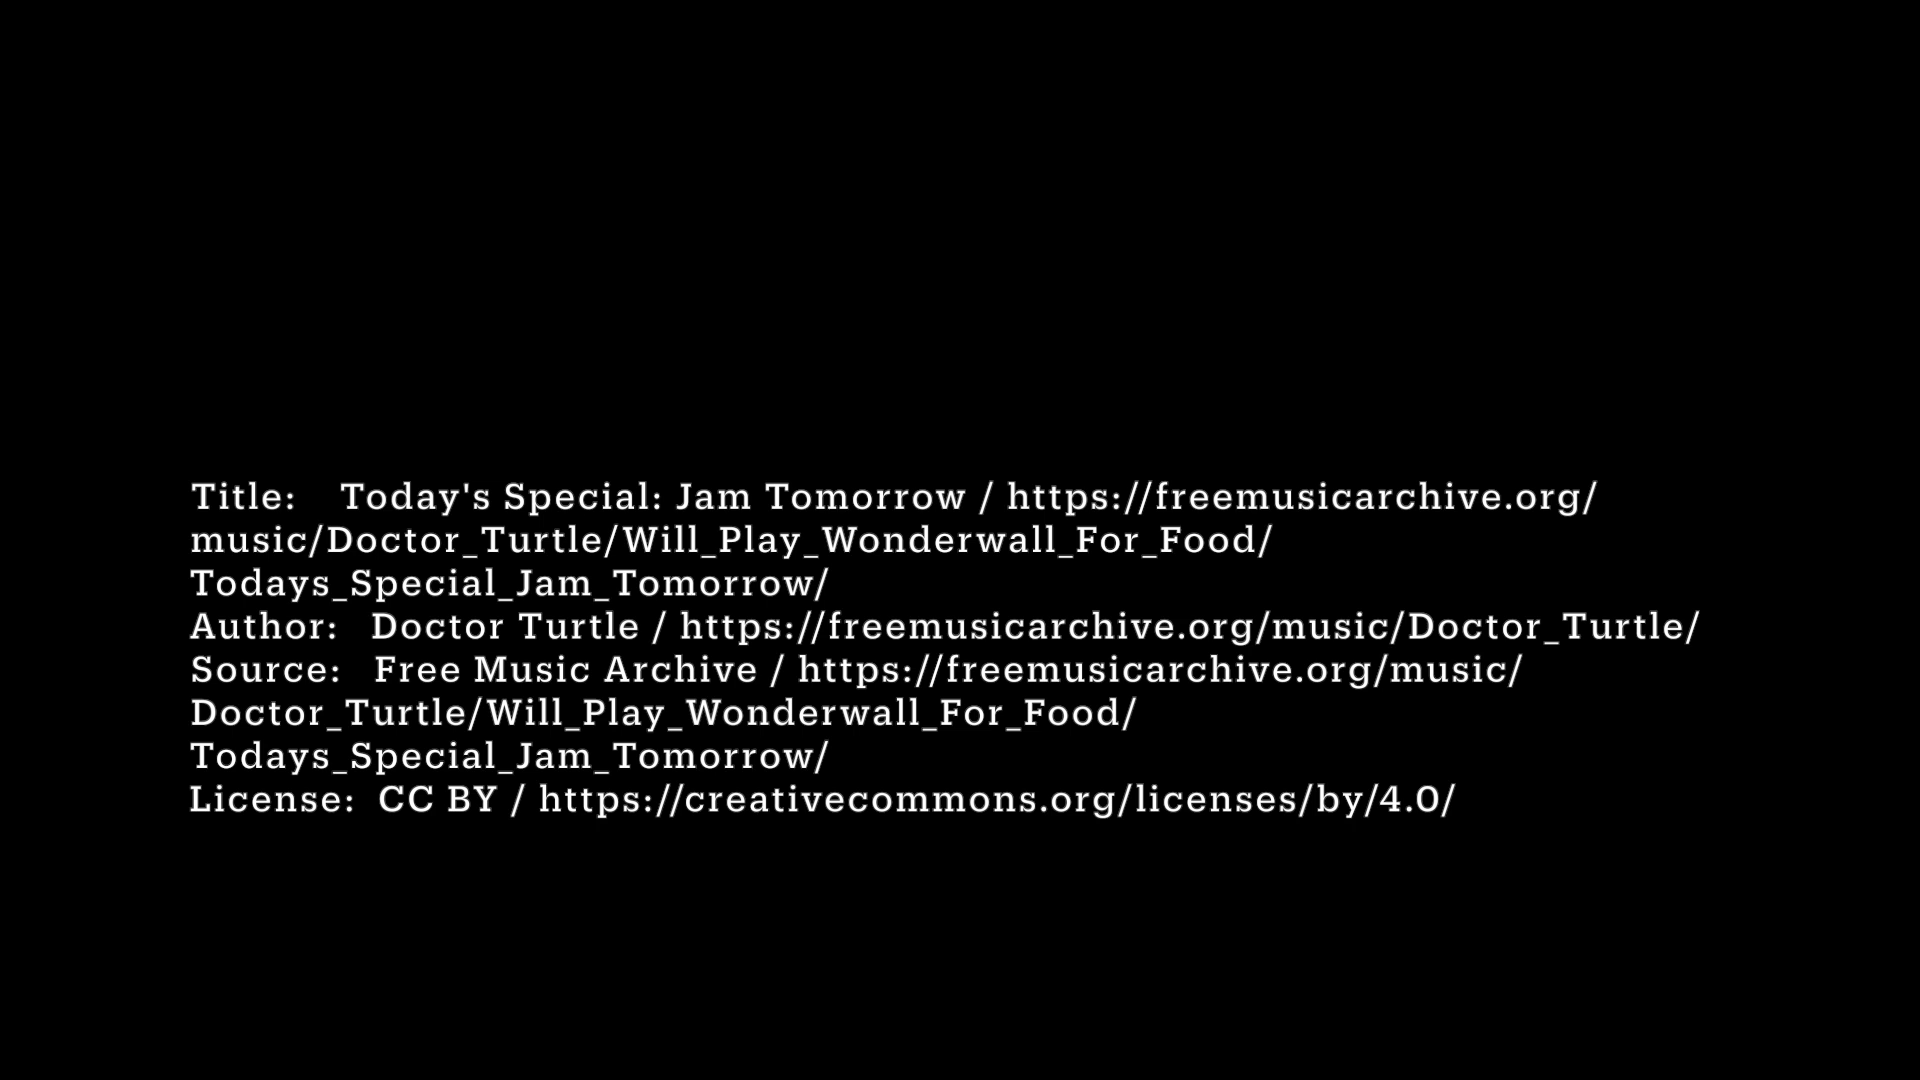 Title: Today's Special: Jam Tomorrow / https://freemusicarchive.org/
music/Doctor_Turtle/Will_Play_Wonderwall_For_Food/
Todays_Special_Jam_Tomorrow/
Author: Doctor Turtle / https://freemusicarchive.org/music/Doctor_Turtle/
Source: Free Music Archive / https://freemusicarchive.org/music/
Doctor_Turtle/Will_Play_Wonderwall_For_Food/
Todays_Special_Jam_Tomorrow/
License: CC BY / https://creativecommons.org/licenses/by/4.0/